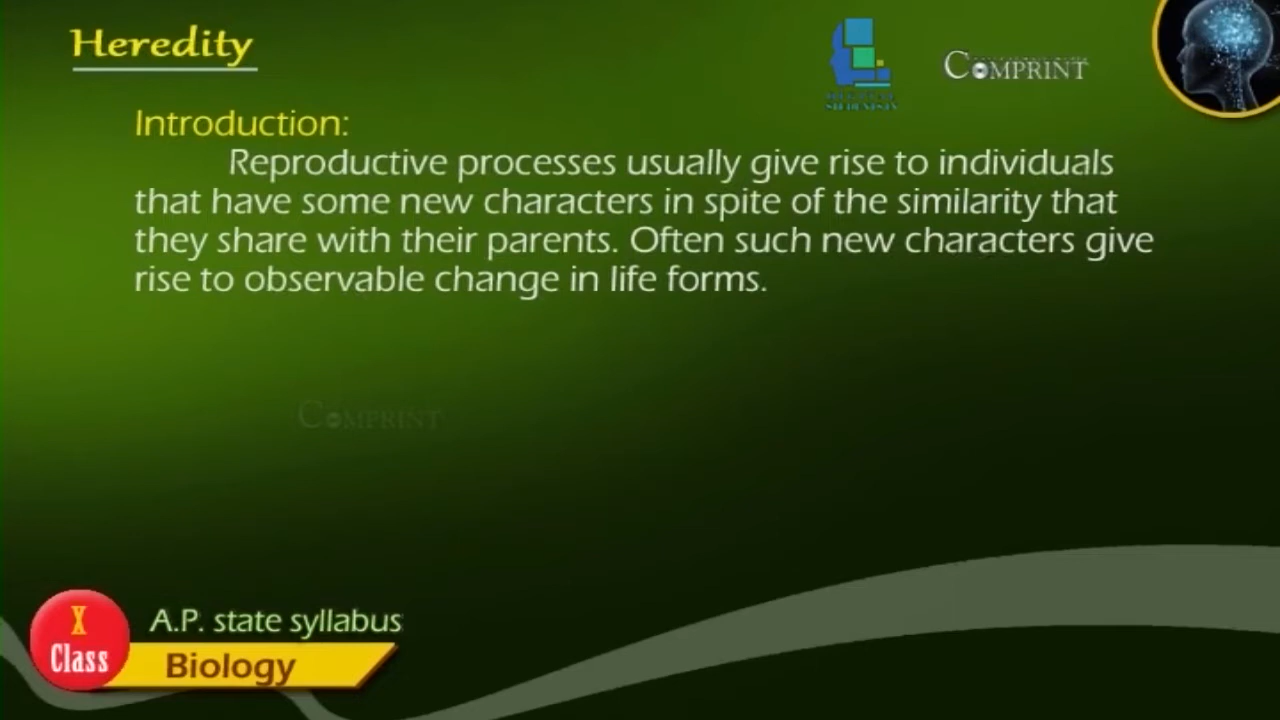 Heredity
COMPRINT
Introduction:
Reproductive processes usually give rise to individuals
that have some new characters in spite of the similarity that
they share with their parents. Often such new characters give
rise to observable change in life forms.
COMPRINT
X
Class
A.P. state syllabus
Biology